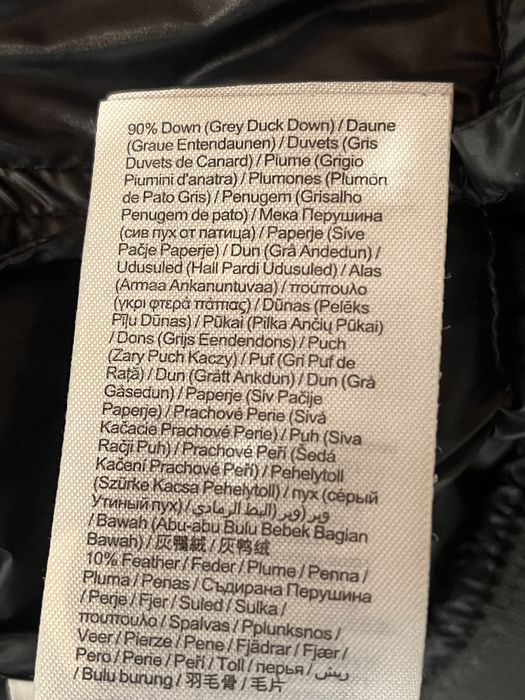 90% Down (Grey Duck Down) / Daune
(Graue Entendaunen) / Duvets (Gris
Duvets de Canard) / Piume (Grigio
Piumini d'anatra) / Plumones (Plumón
de Pato Gris) / Penugem (Grisalho
Penugem de pato) / Мека Перушина
(сив пух от патица) / Paperje (Sive
Pačje Paperje) / Dun (Grå Andedun) /
Udusuled (Hall Pardi Udusuled) / Alas
(Armaa Ankanuntuvaa) / πούπουλο
(γκρι φτερά πάπιας) / Dūnas (Pelēks
Pīļu Dūnas) / Pūkai (Pilka Ančių Pūkai)
/ Dons (Grijs Eendendons) / Puch
(Zary Puch Kaczy) / Puf (Gri Puf de
Rață) / Dun (Grått Ankdun) / Dun (Grå
Gåsedun) / Paperje (Siv Pačije
Paperje) / Prachové Perie (Sivá
Kačacie Prachové Perie) / Puh (Siva
Račji Puh) / Prachové Peří (Šedá
Kačení Prachové Peří) / Pehelytoll
(Szürke Kacsa Pehelytoll) / пух (серый
Утиный пух) / وبر (وبر البط الرمادي)
/ Bawah (Abu-abu Bulu Bebek Bagian
Bawah) / 灰鴨絨 / 灰鸭绒
10% Feather / Feder / Plume / Penna /
Pluma / Penas / Съдирана Перушина
/ Perje / Fjer / Suled / Sulka /
πούπουλο / Spalvas / Pplunksnos /
Veer / Pierze / Pene / Fjädrar / Fjær /
Pero / Perie / Peří / Toll / перья / ريش
/ Bulu burung / 羽毛骨 / 毛片